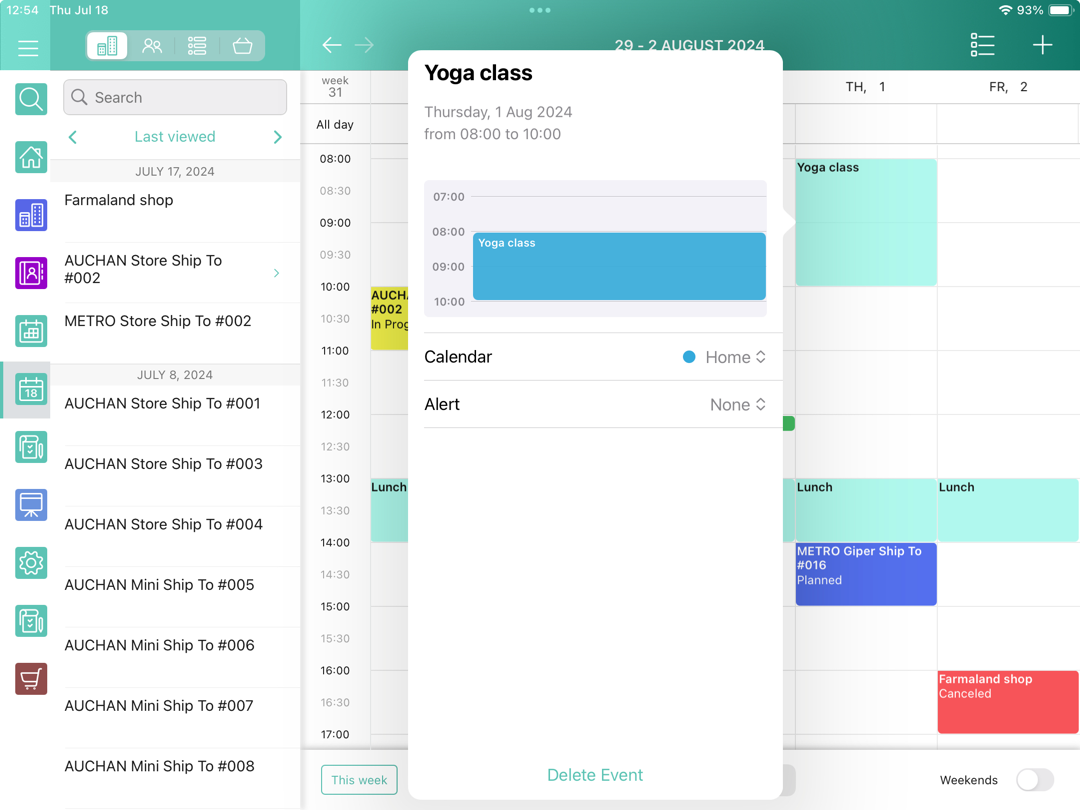 12:54 Thu Jul 18
93%
Search
Last viewed
JULY 17, 2024
Farmaland shop
AUCHAN Store Ship To
#002
METRO Store Ship To #002
JULY 8, 2024
AUCHAN Store Ship To #001
AUCHAN Store Ship To #003
AUCHAN Store Ship To #004
AUCHAN Mini Ship To #005
AUCHAN Mini Ship To #006
AUCHAN Mini Ship To #007
AUCHAN Mini Ship To #008
18
29 - 2 AUGUST 2024
week
31
TH, 1
FR, 2
All day
08:00
08:30
09:00
09:30
10:00
10:30
11:00
11:30
12:00
12:30
13:00
13:30
14:00
14:30
15:00
15:30
16:00
16:30
17:00
AUCH
#002
In Prog
Lunch
Yoga class
Thursday, 1 Aug 2024
from 08:00 to 10:00
07:00
08:00
Yoga class
09:00
10:00
Calendar
Home
Alert
None
Delete Event
Yoga class
Lunch
METRO Giper Ship To
#016
Planned
Lunch
Farmaland shop
Canceled
This week
Weekends